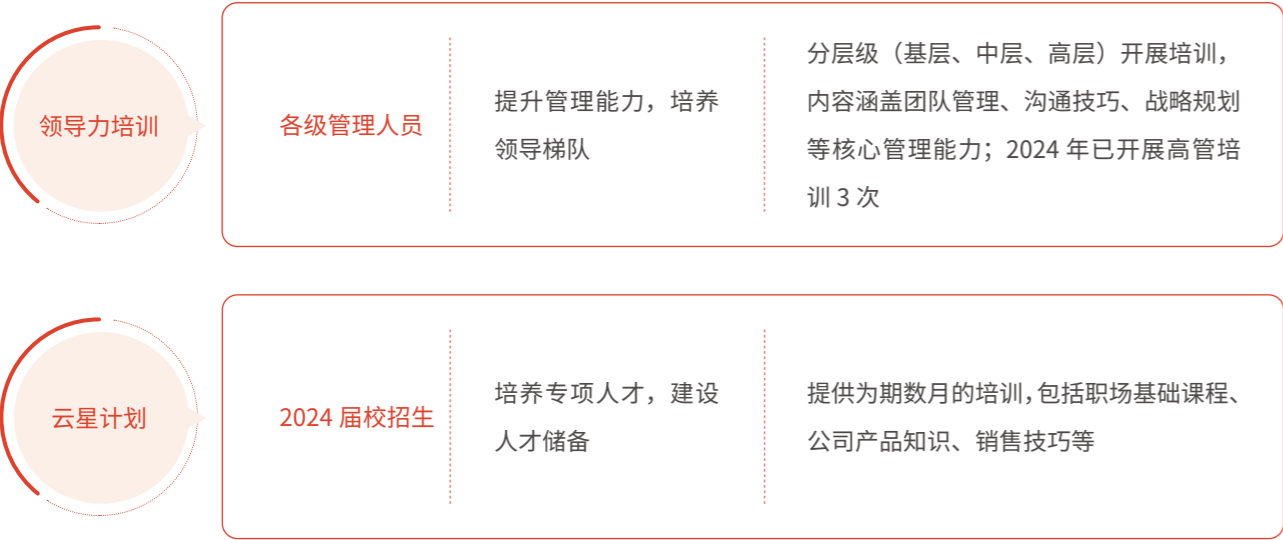 领导力培训
各级管理人员
提升管理能力，培养
领导梯队
分层级（基层、中层、高层）开展培训，
内容涵盖团队管理、沟通技巧、战略规划
等核心管理能力；2024 年已开展高管培
训 3 次
云星计划
2024 届校招生
培养专项人才，建设
人才储备
提供为期数月的培训，包括职场基础课程、
公司产品知识、销售技巧等